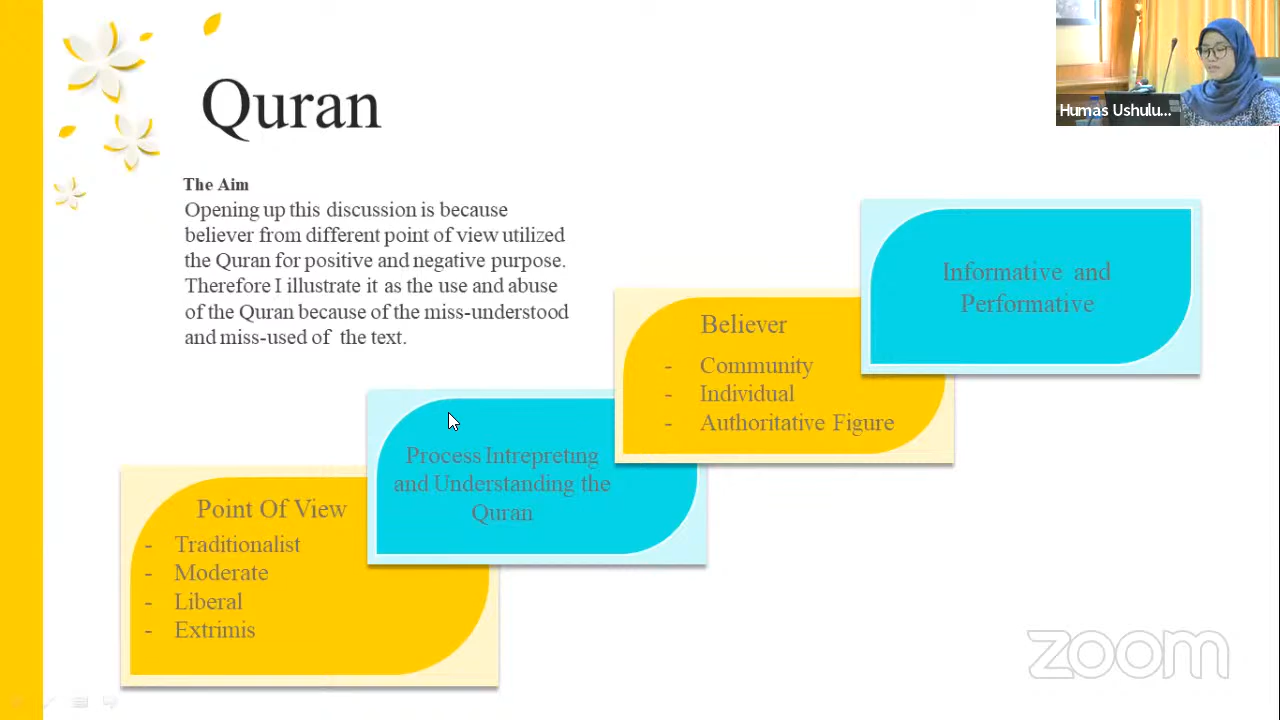 Quran
Humas Ushulu...
The Aim
Opening up this discussion is because
believer from different point of view utilized
the Quran for positive and negative purpose.
Therefore I illustrate it as the use and abuse
of the Quran because of the miss-understood
and miss-used of the text.
Informative and
Performative
Believer
- Community
- Individual
- Authoritative Figure
Process Intrepreting
and Understanding the
Quran
Point Of View
- Traditionalist
- Moderate
- Liberal
- Extrimis
zoom